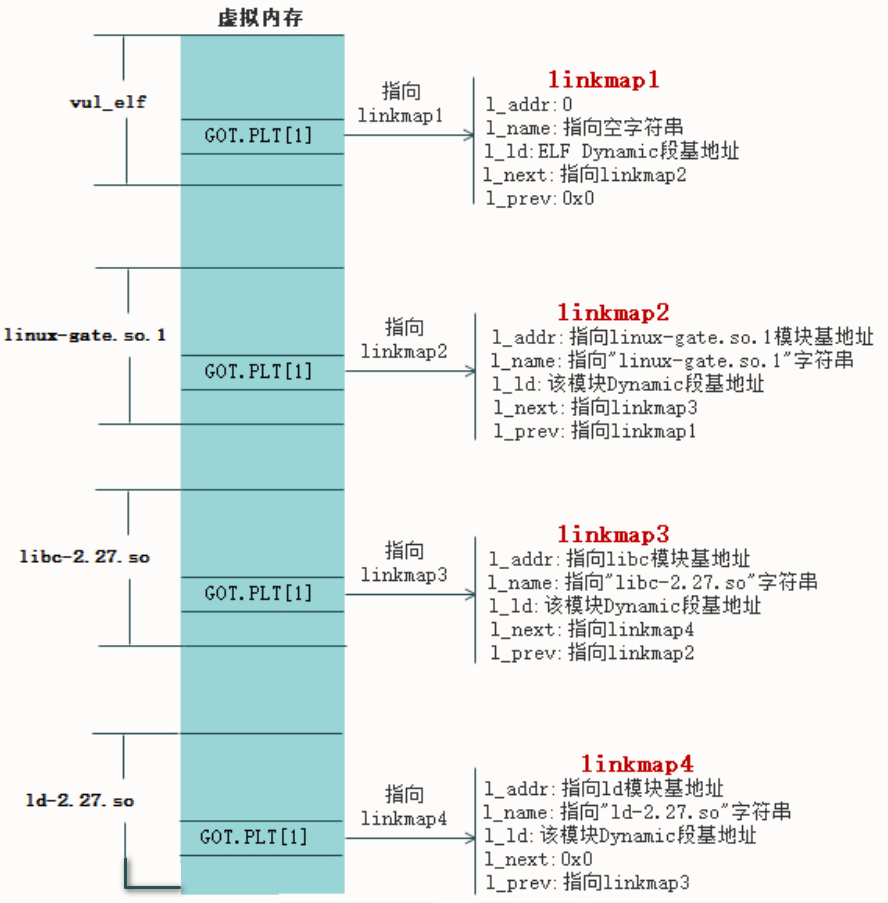 虚拟内存
vul_elf
GOT.PLT[1]
指向
linkmap1
linkmap1
l_addr:0
l_name:指向空字符串
l_ld:ELF Dynamic段基地址
l_next:指向linkmap2
l_prev:0x0
linux-gate.so.1
GOT.PLT[1]
指向
linkmap2
linkmap2
l_addr:指向linux-gate.so.1模块基地址
l_name:指向"linux-gate.so.1"字符串
l_ld:该模块Dynamic段基地址
l_next:指向linkmap3
l_prev:指向linkmap1
libc-2.27.so
GOT.PLT[1]
指向
linkmap3
linkmap3
l_addr:指向libc模块基地址
l_name:指向"libc-2.27.so"字符串
l_ld:该模块Dynamic段基地址
l_next:指向linkmap4
l_prev:指向linkmap2
ld-2.27.so
GOT.PLT[1]
指向
linkmap4
linkmap4
l_addr:指向ld模块基地址
l_name:指向"ld-2.27.so"字符串
l_ld:该模块Dynamic段基地址
l_next:0x0
l_prev:指向linkmap3